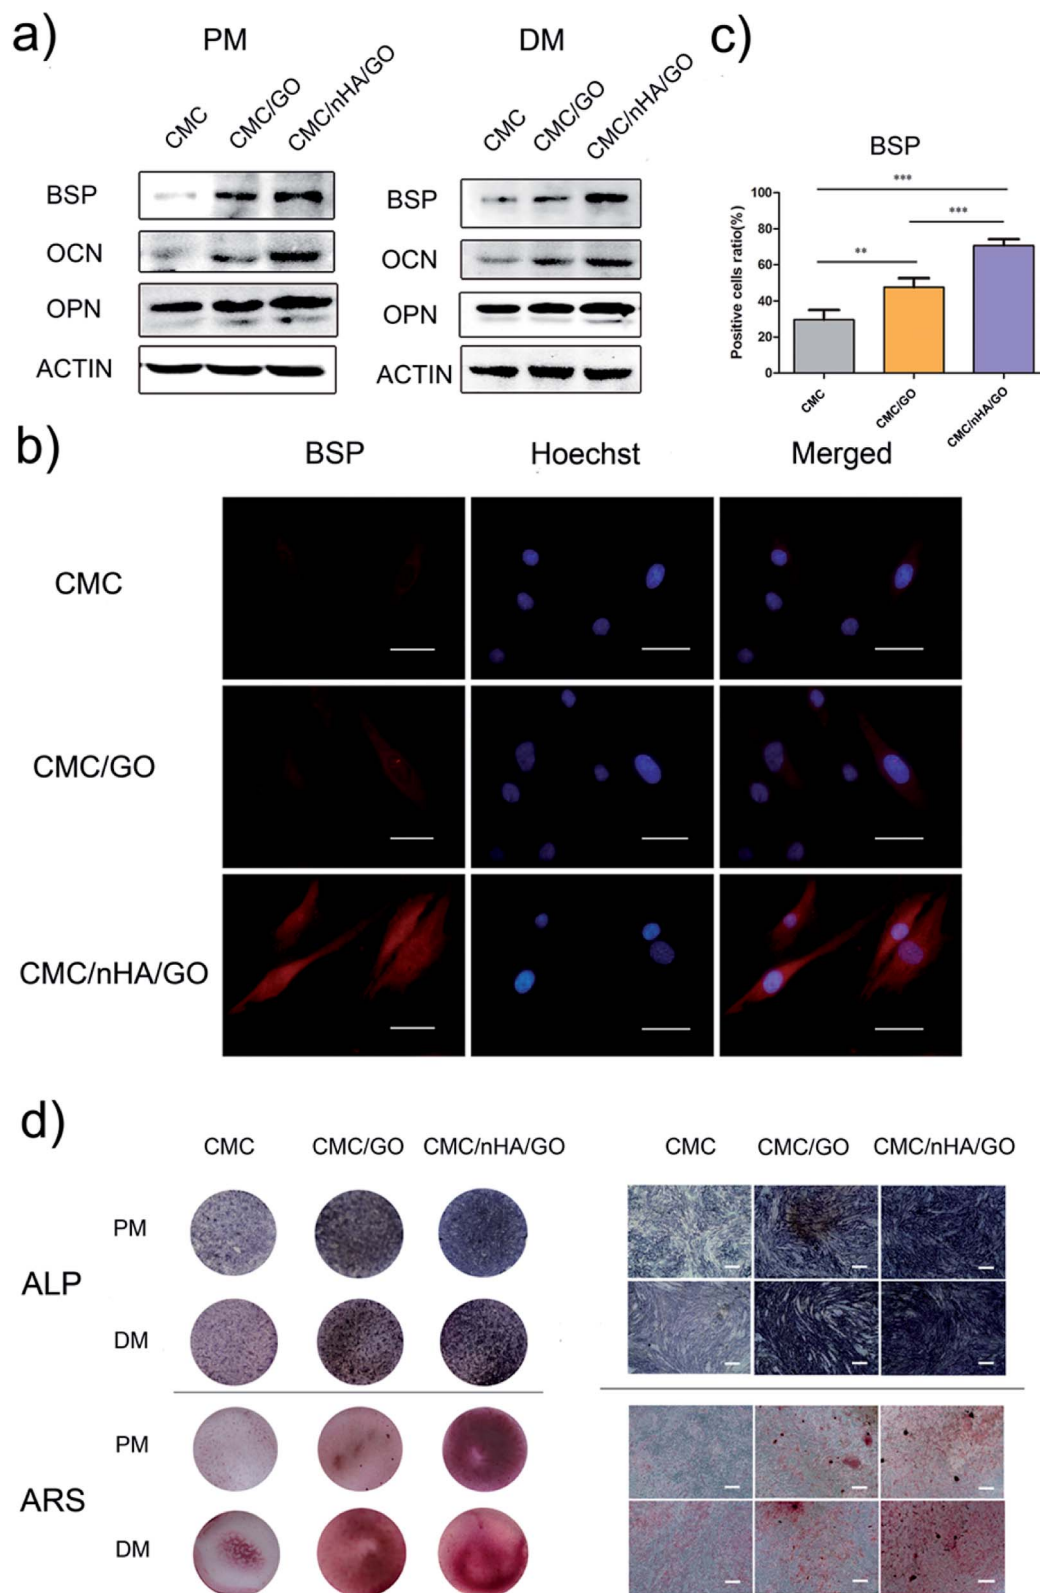 a)
PM
DM
CMC
CMC/GO
CMC/nHA/GO
CMC
CMC/GO
CMC/nHA/GO
BSP
OCN
OPN
ACTIN
BSP
OCN
OPN
ACTIN
c)
BSP
Positive cells ratio(%)
100
80
60
40
20
0
***
***
**
CMC
CMC/GO
CMC/nHA/GO
b)
BSP
Hoechst
Merged
CMC
CMC/GO
CMC/nHA/GO
d)
CMC
CMC/GO
CMC/nHA/GO
CMC
CMC/GO
CMC/nHA/GO
PM
ALP
DM
PM
ARS
DM